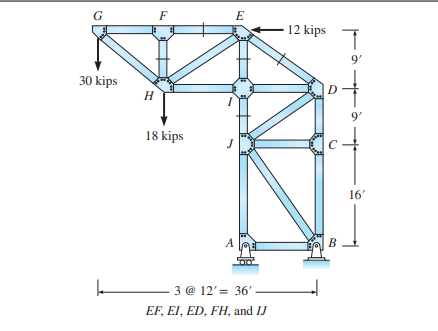 G F E
12 kips
9'
30 kips
H I D
9'
18 kips
J C
16'
A B
3 @ 12' = 36'
EF, EI, ED, FH, and IJ